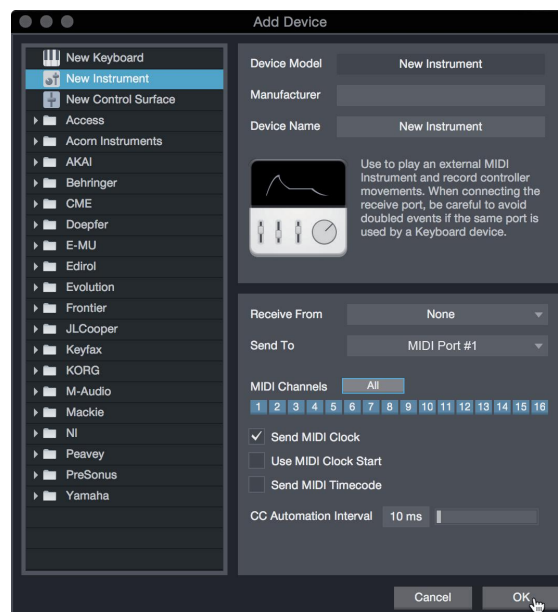 Add Device
New Keyboard
New Instrument
New Control Surface
Access
Acorn Instruments
AKAI
Behringer
CME
Doepfer
E-MU
Edirol
Evolution
Frontier
JLCooper
Keyfax
KORG
M-Audio
Mackie
NI
Peavey
PreSonus
Yamaha
Device Model New Instrument
Manufacturer
Device Name New Instrument
Use to play an external MIDI
Instrument and record controller
movements. When connecting the
receive port, be careful to avoid
doubled events if the same port is
used by a Keyboard device.
Receive From None
Send To MIDI Port #1
MIDI Channels All
1 2 3 4 5 6 7 8 9 10 11 12 13 14 15 16
Send MIDI Clock
Use MIDI Clock Start
Send MIDI Timecode
CC Automation Interval 10 ms
Cancel OK